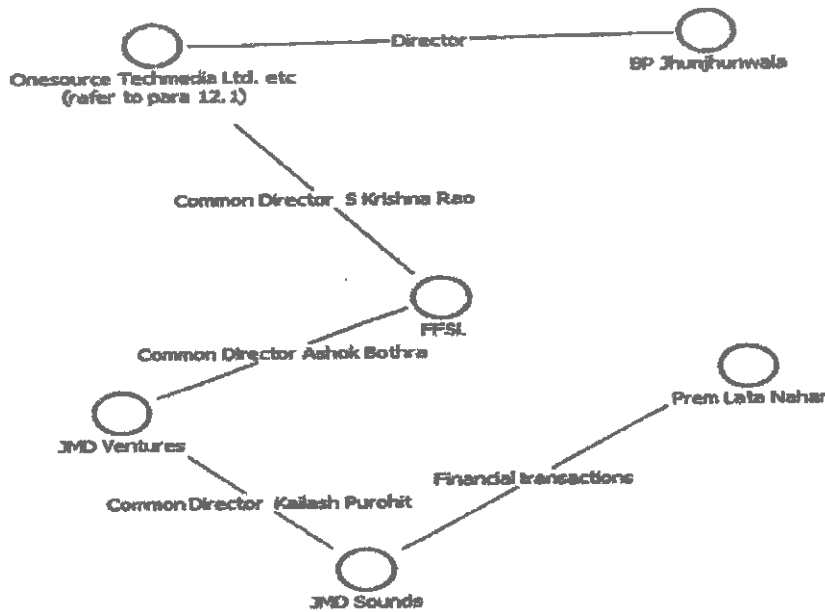 Director
BP Jhunjhunwala
Onesource Techmedia Ltd. etc
(refer to para 12.1)
Common Director S Krishna Rao
FFSL
Common Director Ashok Bothra
Prem Lata Nahar
JMD Ventures
Financial transactions
Common Director Kailash Purohit
JMD Sounds